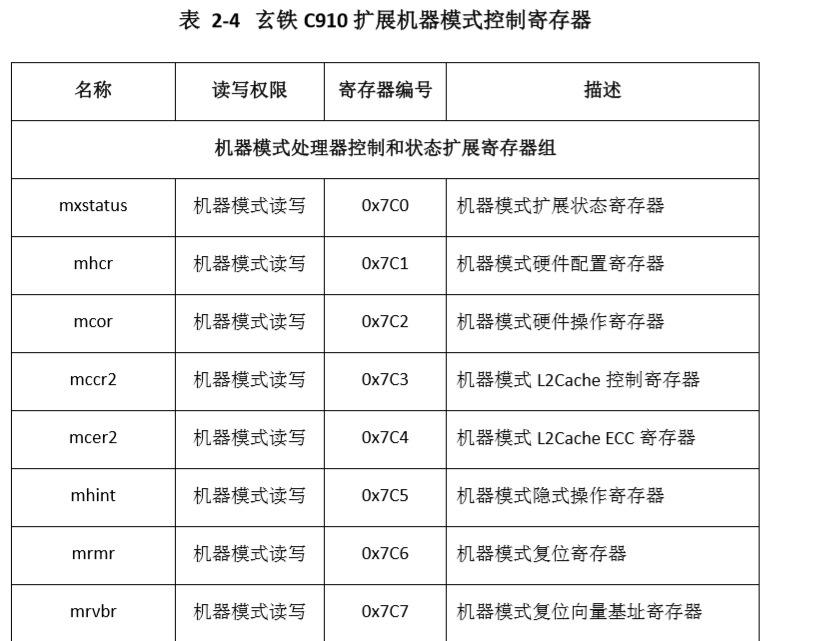 表 2-4 玄铁 C910 扩展机器模式控制寄存器
名称 读写权限 寄存器编号 描述
机器模式处理器控制和状态扩展寄存器组
mxstatus 机器模式读写 0x7C0 机器模式扩展状态寄存器
mhcr 机器模式读写 0x7C1 机器模式硬件配置寄存器
mcor 机器模式读写 0x7C2 机器模式硬件操作寄存器
mccr2 机器模式读写 0x7C3 机器模式 L2Cache 控制寄存器
mcer2 机器模式读写 0x7C4 机器模式 L2Cache ECC 寄存器
mhint 机器模式读写 0x7C5 机器模式隐式操作寄存器
mrmr 机器模式读写 0x7C6 机器模式复位寄存器
mrvbr 机器模式读写 0x7C7 机器模式复位向量基址寄存器